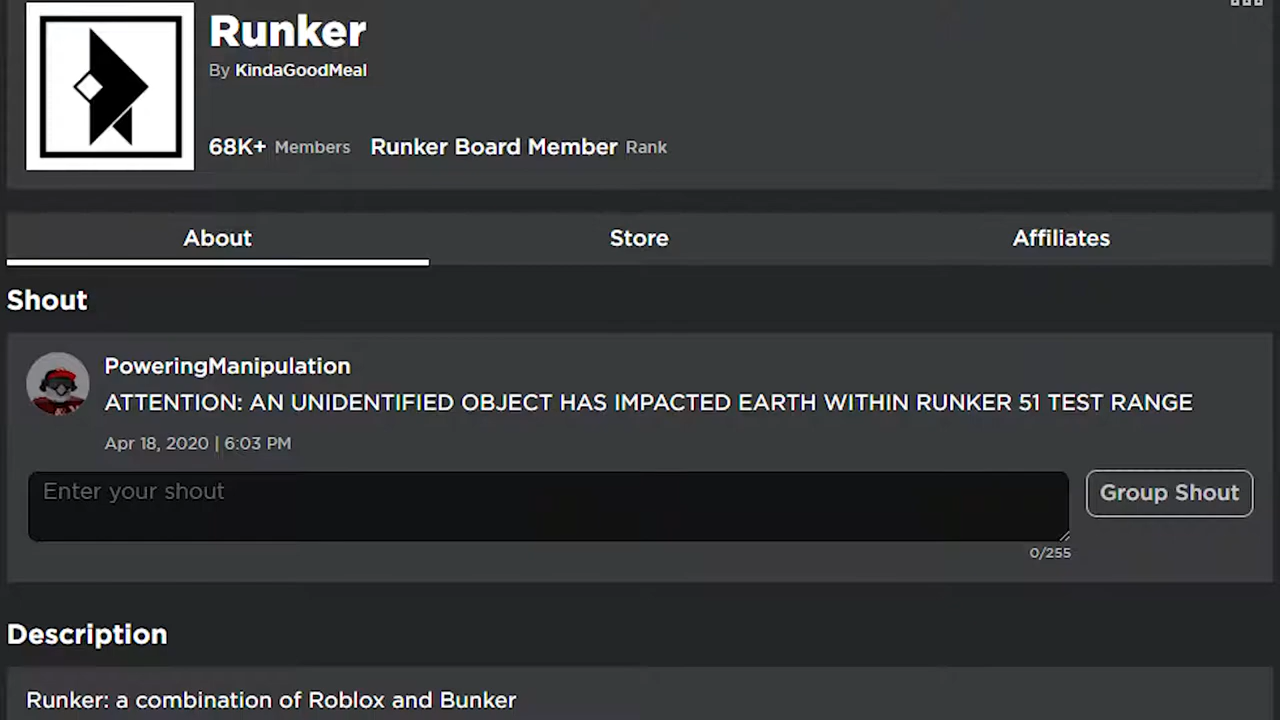 Runker
By KindaGoodMeal
68K+ Members Runker Board Member Rank
About Store Affiliates
Shout
PoweringManipulation
ATTENTION: AN UNIDENTIFIED OBJECT HAS IMPACTED EARTH WITHIN RUNKER 51 TEST RANGE
Apr 18, 2020 | 6:03 PM
Enter your shout
Group Shout
0/255
Description
Runker: a combination of Roblox and Bunker